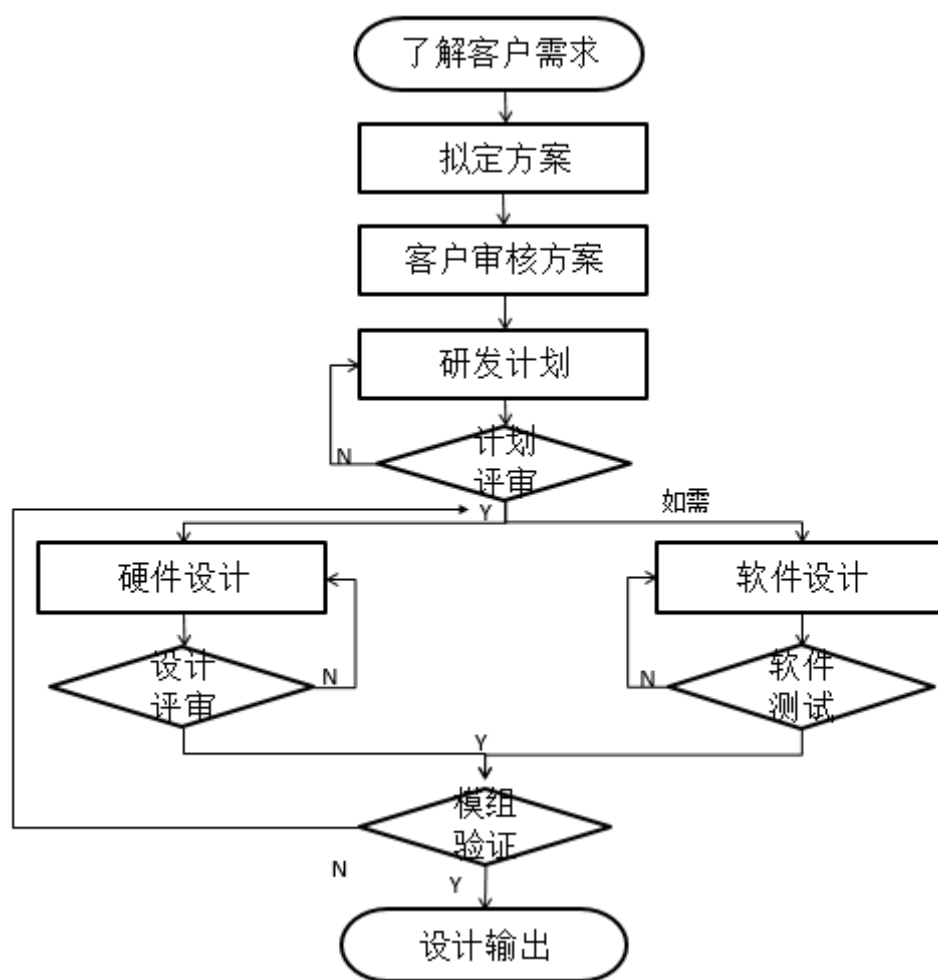 了解客户需求
拟定方案
客户审核方案
研发计划
计划
评审
N
Y
如需
硬件设计
软件设计
设计
评审
N
软件
测试
N
Y
模组
验证
N
Y
设计输出